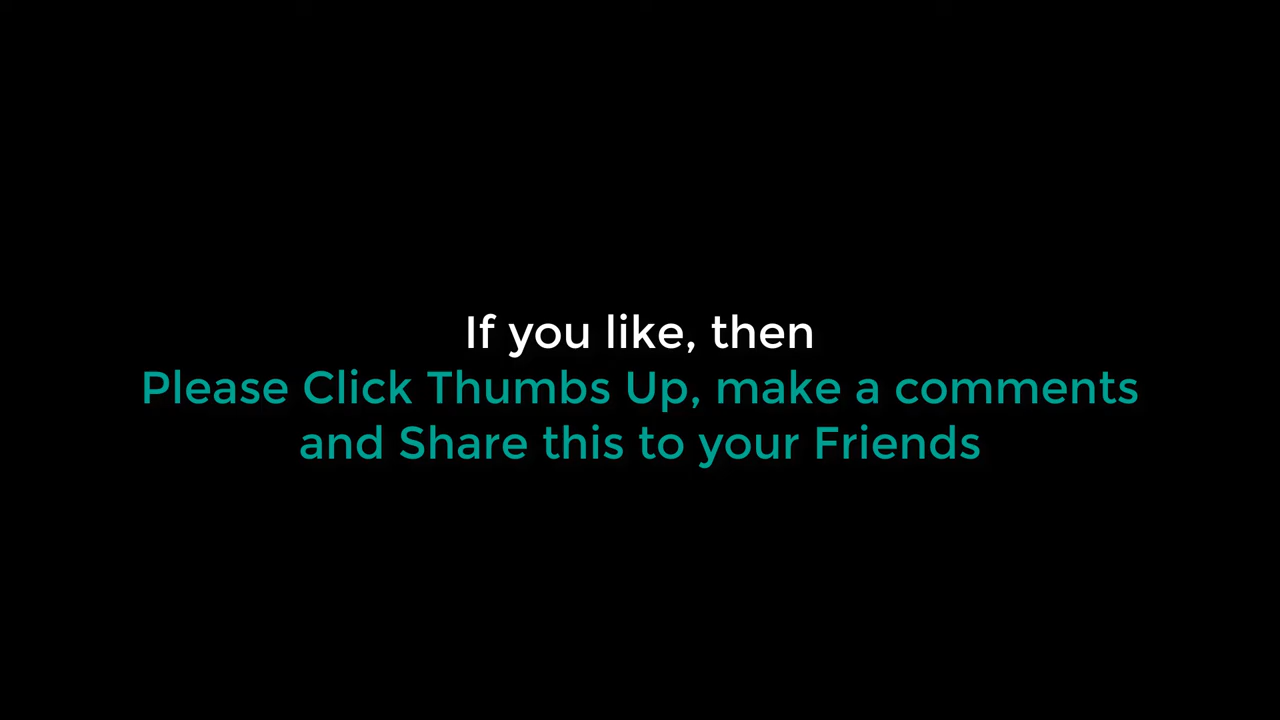 If you like, then
Please Click Thumbs Up, make a comments
and Share this to your Friends